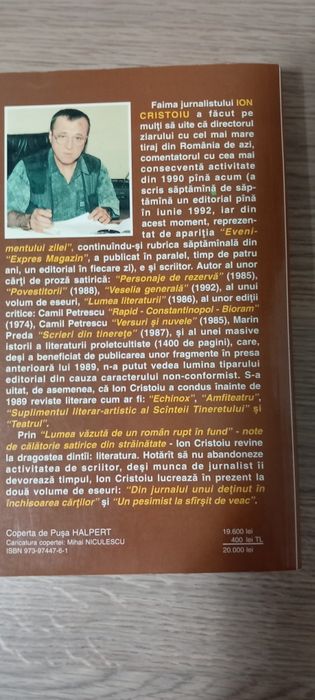 Faima jurnalistului ION
CRISTOIU a făcut pe
mulţi să uite că directorul
ziarului cu cel mai mare
tiraj din România de azi,
comentatorul cu cea mai
consecventă activitate
din 1990 pînă acum (a
scris săptămînă de săp-
tămînă un editorial pînă
în iunie 1992, iar din
acest moment, reprezen-
tat de apariţia "Eveni-
mentului zilei", continuîndu-şi rubrica săptămînală din
"Expres Magazin", a publicat în paralel, timp de patru
ani, un editorial în fiecare zi), e şi scriitor. Autor al unor
cărţi de proză satirică: "Personaje de rezervă" (1985),
"Povestitorii" (1988), "Veselia generală" (1992), al unui
volum de eseuri, "Lumea literaturii" (1986), al unor ediţii
critice: Camil Petrescu "Rapid - Constantinopol - Bioram"
(1974), Camil Petrescu "Versuri şi nuvele" (1985), Marin
Preda "Scrieri din tinereţe" (1987), şi al unei masive
istorii a literaturii proletcultiste (1400 de pagini), care,
deşi a beneficiat de publicarea unor fragmente în presa
anterioară lui 1989, n-a putut vedea lumina tiparului
editorial din cauza caracterului non-conformist. S-a
uitat, de asemenea, că Ion Cristoiu a condus înainte de
1989 reviste literare cum ar fi: "Echinox", "Amfiteatru",
"Suplimentul literar-artistic al Scînteii Tineretului" şi
"Teatrul".
Prin "Lumea văzută de un român rupt în fund" - note
de călătorie satirice din străinătate - Ion Cristoiu revine
la dragostea dintîi: literatura. Hotărît să nu abandoneze
activitatea de scriitor, deşi munca de jurnalist îi
devorează timpul, Ion Cristoiu lucrează în prezent la
două volume de eseuri: "Din jurnalul unui deţinut în
închisoarea cărţilor" şi "Un pesimist la sfîrşit de veac".
Coperta de Puşa HALPERT
Caricatura copertei: Mihai NICULESCU
ISBN 973-97447-6-1
19.600 lei
400 lei TL
20.000 lei